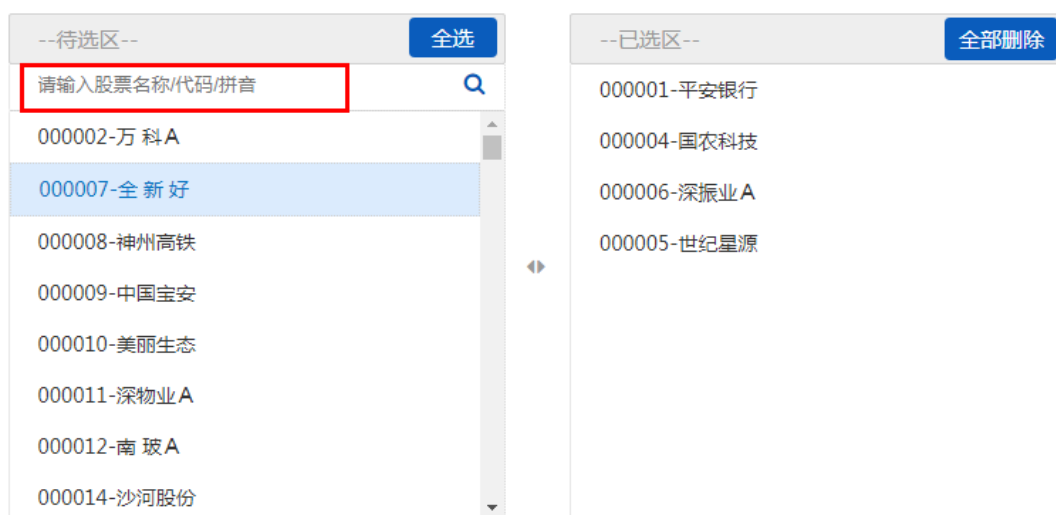 --待选区-- 全选
请输入股票名称/代码/拼音
000002-万 科A
000007-全 新 好
000008-神州高铁
000009-中国宝安
000010-美丽生态
000011-深物业A
000012-南 玻A
000014-沙河股份
--已选区-- 全部删除
000001-平安银行
000004-国农科技
000006-深振业A
000005-世纪星源